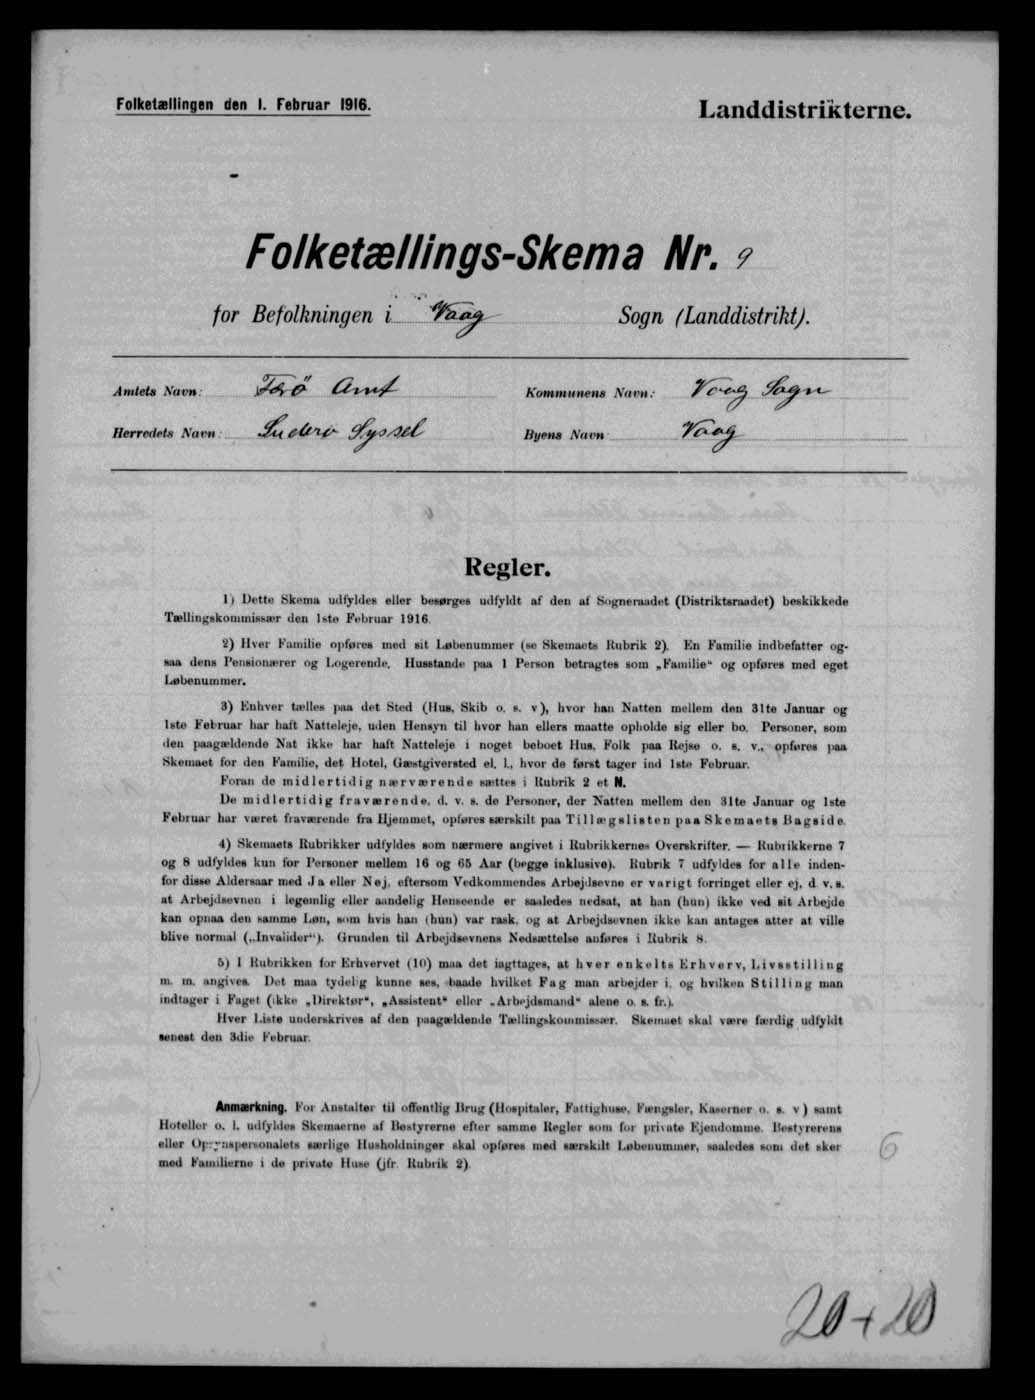 Folketællingen den 1. Februar 1916.
Landdistrikterne.
Folketællings-Skema Nr. 9
for Befolkningen i Vaag Sogn (Landdistrikt).
Amtets Navn: Færö Amt
Kommunens Navn: Vaag Sogn
Herredets Navn: Suderø Syssel
Byens Navn Vaag
Regler.
1) Dette Skema udfyldes eller besørges udfyldt af den af Sogneraadet (Distriktsraadet) beskikkede
Tællingskommissær den 1ste Februar 1916.
2) Hver Familie opføres med sit Løbenummer (se Skemaets Rubrik 2). En Familie indbefatter og-
saa dens Pensionærer og Logerende. Husstande paa 1 Person betragtes som „Familie“ og opføres med eget
Løbenummer.
3) Enhver tælles paa det Sted (Hus, Skib o. s. v), hvor han Natten mellem den 31te Januar og
1ste Februar har haft Natteleje, uden Hensyn til hvor han ellers maatte opholde sig eller bo. Personer, som
den paagældende Nat ikke har haft Natteleje i noget beboet Hus, Folk paa Rejse o. s. v., opføres paa
Skemaet for den Familie, det Hotel, Gæstgiversted el. l., hvor de først tager ind 1ste Februar.
Foran de midlertidig nærværende sættes i Rubrik 2 et N.
De midlertidig fraværende, d. v. s. de Personer, der Natten mellem den 31te Januar og 1ste
Februar har været fraværende fra Hjemmet, opføres særskilt paa Tillægslisten paa Skemaets Bagside.
4) Skemaets Rubrikker udfyldes som nærmere angivet i Rubrikkernes Overskrifter. — Rubrikkerne 7
og 8 udfyldes kun for Personer mellem 16 og 65 Aar (begge inklusive). Rubrik 7 udfyldes for alle inden-
for disse Aldersaar med Ja eller Nej, eftersom Vedkommendes Arbejdsevne er varigt forringet eller ej, d. v. s.
at Arbejdsevnen i legemlig eller aandelig Henseende er saaledes nedsat, at han (hun) ikke ved sit Arbejde
kan opnaa den samme Løn, som hvis han (hun) var rask, og at Arbejdsevnen ikke kan antages atter at ville
blive normal („Invalider“). Grunden til Arbejdsevnens Nedsættelse anføres i Rubrik 8.
5) I Rubrikken for Erhvervet (10) maa det iagttages, at hver enkelts Erhverv, Livsstilling
m. m. angives. Det maa tydelig kunne ses, baade hvilket Fag man arbejder i, og hvilken Stilling man
indtager i Faget (ikke „Direktør“, „Assistent“ eller „Arbejdsmand“ alene o. s. fr.).
Hver Liste underskrives af den paagældende Tællingskommissær. Skemaet skal være færdig udfyldt
senest den 3die Februar.
Anmærkning. For Anstalter til offentlig Brug (Hospitaler, Fattighuse, Fængsler, Kaserner o. s. v) samt
Hoteller o. l. udfyldes Skemaerne af Bestyrerne efter samme Regler som for private Ejendomme. Bestyrerens
eller Opsynspersonalets særlige Husholdninger skal opføres med særskilt Løbenummer, saaledes som det sker
med Familierne i de private Huse (jfr. Rubrik 2).
6
20 + 20